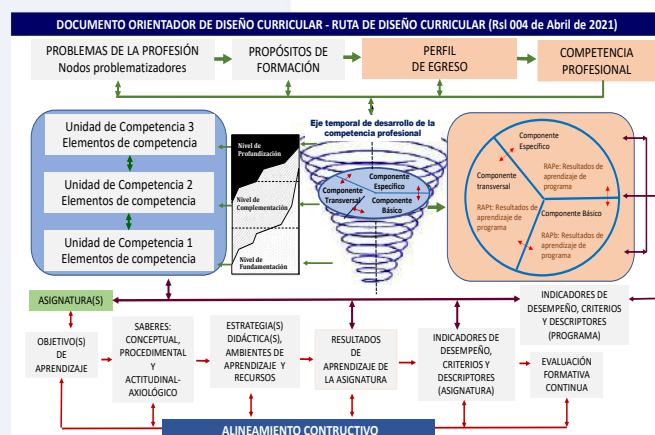 DOCUMENTO ORIENTADOR DE DISEÑO CURRICULAR - RUTA DE DISEÑO CURRICULAR (Rsl 004 de Abril de 2021)
PROBLEMAS DE LA PROFESIÓN
Nodos problematizadores
PROPÓSITOS DE
FORMACIÓN
PERFIL
DE EGRESO
COMPETENCIA
PROFESIONAL
Unidad de Competencia 3
Elementos de competencia
Unidad de Competencia 2
Elementos de competencia
Unidad de Competencia 1
Elementos de competencia
Nivel de
Profundización
Nivel de
Complementación
Nivel de
Fundamentación
Eje temporal de desarrollo de la
competencia profesional
Componente
Específico
Componente
Transversal
Componente
Básico
Componente
Específico
Componente
transversal
RAPe: Resultados de
aprendizaje de
programa
RAPt: Resultados de
aprendizaje de
programa
Componente Básico
RAPb: Resultados de
aprendizaje de
programa
ASIGNATURA(S)
INDICADORES DE
DESEMPEÑO,
CRITERIOS
Y DESCRIPTORES
(PROGRAMA)
OBJETIVO(S)
DE
APRENDIZAJE
SABERES:
CONCEPTUAL,
PROCEDIMENTAL
Y
ACTITUDINAL-
AXIOLÓGICO
ESTRATEGIA(S)
DIDÁCTICA(S),
AMBIENTES DE
APRENDIZAJE Y
RECURSOS
RESULTADOS
DE
APRENDIZAJE DE
LA ASIGNATURA
INDICADORES DE
DESEMPEÑO,
CRITERIOS Y
DESCRIPTORES
(ASIGNATURA)
EVALUACIÓN
FORMATIVA
CONTINUA
ALINEAMIENTO CONTRUCTIVO